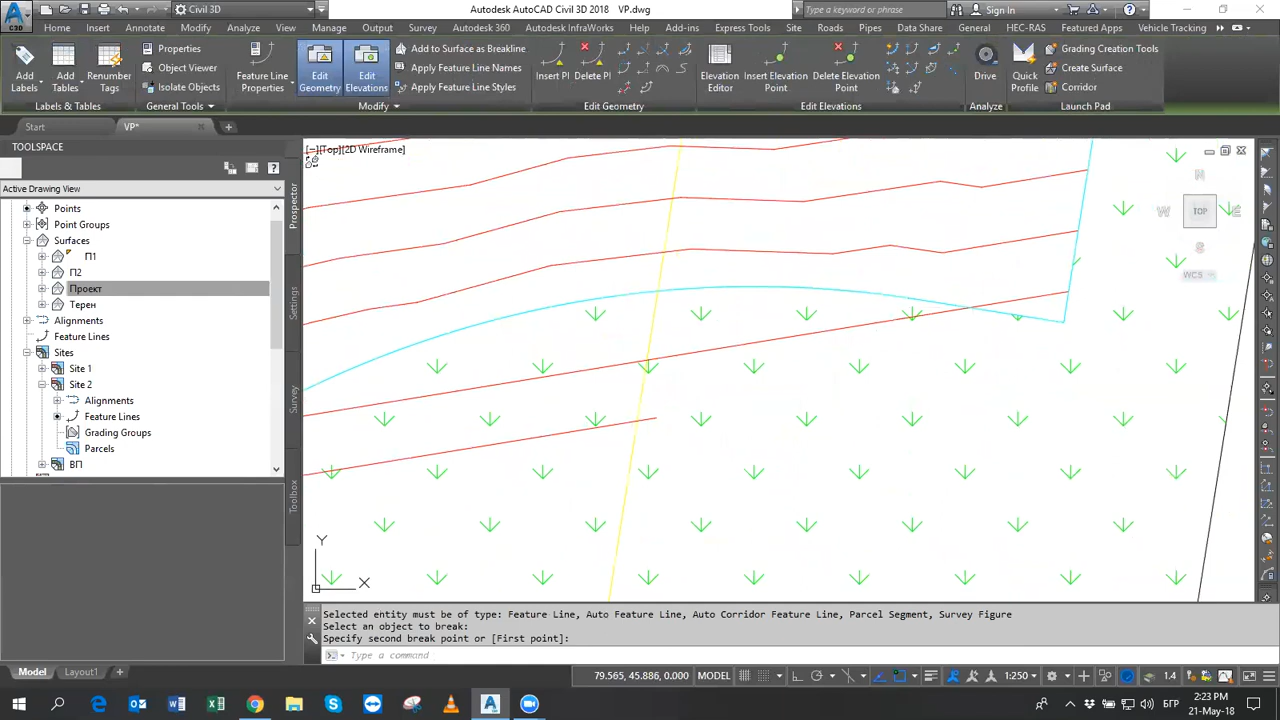 Civil 3D
Autodesk AutoCAD Civil 3D 2018 VP.dwg
Type a keyword or phrase
Sign In
C3D
Home Insert Annotate Modify Analyze View Manage Output Survey Autodesk 360 Autodesk InfraWorks Help Add-ins Express Tools Site Roads Pipes Data Share General HEC-RAS Featured Apps Vehicle Tracking
Add Labels
Add Tables
Renumber Tags
Properties
Object Viewer
Isolate Objects
Feature Line Properties
Edit Geometry
Edit Elevations
Add to Surface as Breakline
Apply Feature Line Names
Apply Feature Line Styles
Insert PI
Delete PI
Elevation Editor
Insert Elevation Point
Delete Elevation Point
Drive
Quick Profile
Grading Creation Tools
Create Surface
Corridor
Labels & Tables
General Tools
Modify
Edit Geometry
Edit Elevations
Analyze
Launch Pad
Start
VP*
TOOLSPACE
Active Drawing View
Points
Point Groups
Surfaces
П1
П2
Проект
Терен
Alignments
Feature Lines
Sites
Site 1
Site 2
Alignments
Feature Lines
Grading Groups
Parcels
ВП
Prospector
Settings
Survey
Toolbox
[−][Top][2D Wireframe]
N
W
TOP
E
S
WCS
Y
X
Selected entity must be of type: Feature Line, Auto Feature Line, Auto Corridor Feature Line, Parcel Segment, Survey Figure
Select an object to break:
Specify second break point or [First point]:
Type a command
Model
Layout1
79.565, 45.886, 0.000
MODEL
1:250
1.4
БГР
2:23 PM
21-May-18